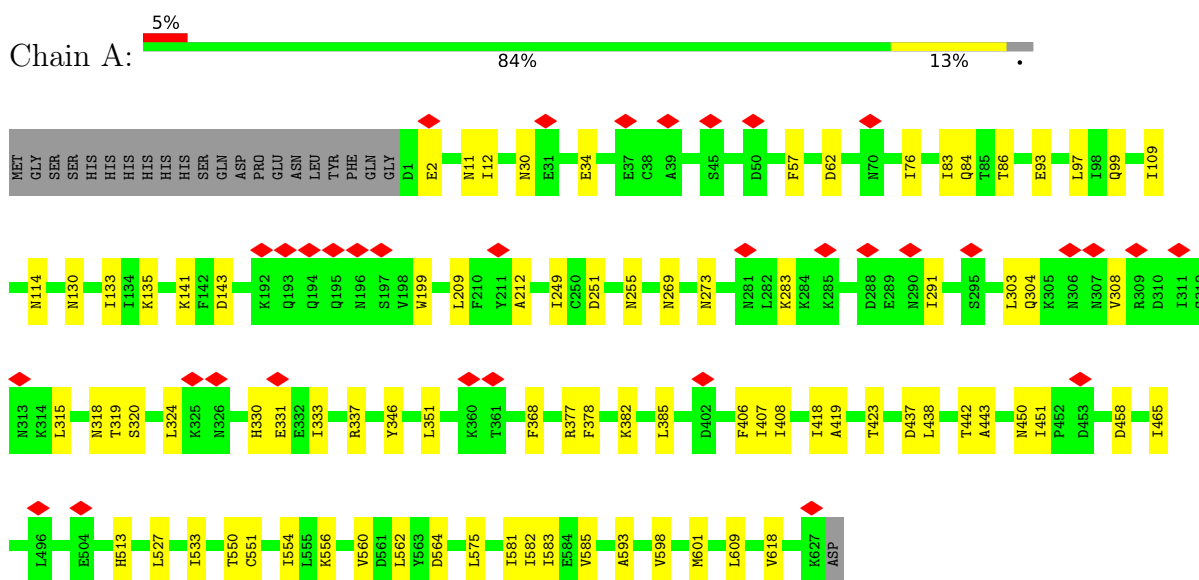 5%
Chain A:
84% 13% •
MET GLY SER SER HIS HIS HIS HIS HIS HIS SER GLN ASP PRO GLU ASN LEU TYR PHE GLN GLY D1 E2 N11 I12 N30 E31 E34 E37 C38 A39 S45 D50 F57 D62 N70 I76 I83 Q84 T85 T86 E93 L97 I98 Q99 I109
N114 N130 I133 I134 K135 K141 F142 D143 K192 Q193 Q194 Q195 N196 S197 V198 W199 L209 F210 V211 A212 I249 C250 D251 N255 N269 N273 N281 L282 K283 K284 K285 D288 E289 N290 I291 S295 L303 Q304 K305 N306 N307 V308 R309 D310 I311
N313 K314 L315 N318 T319 S320 L324 K325 N326 H330 E331 E332 I333 R337 Y346 L351 K360 T361 F368 R377 F378 K382 L385 D402 F406 I407 I408 I418 A419 T423 D437 L438 T442 A443 N450 I451 P452 D453 D458 I465
L496 E504 H513 L527 I533 T550 C551 I554 L555 K556 V560 D561 L562 Y563 D564 L575 I581 I582 I583 E584 V585 A593 V598 M601 L609 V618 K627 ASP